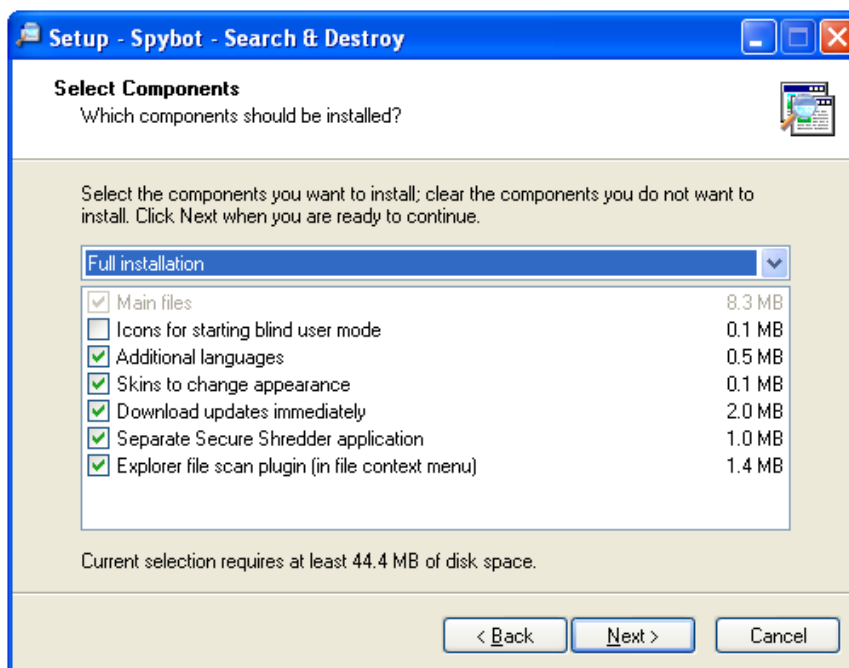 Setup - Spybot - Search & Destroy
Select Components
Which components should be installed?
Select the components you want to install; clear the components you do not want to
install. Click Next when you are ready to continue.
Full installation
Main files 8.3 MB
Icons for starting blind user mode 0.1 MB
Additional languages 0.5 MB
Skins to change appearance 0.1 MB
Download updates immediately 2.0 MB
Separate Secure Shredder application 1.0 MB
Explorer file scan plugin (in file context menu) 1.4 MB
Current selection requires at least 44.4 MB of disk space.
< Back Next > Cancel